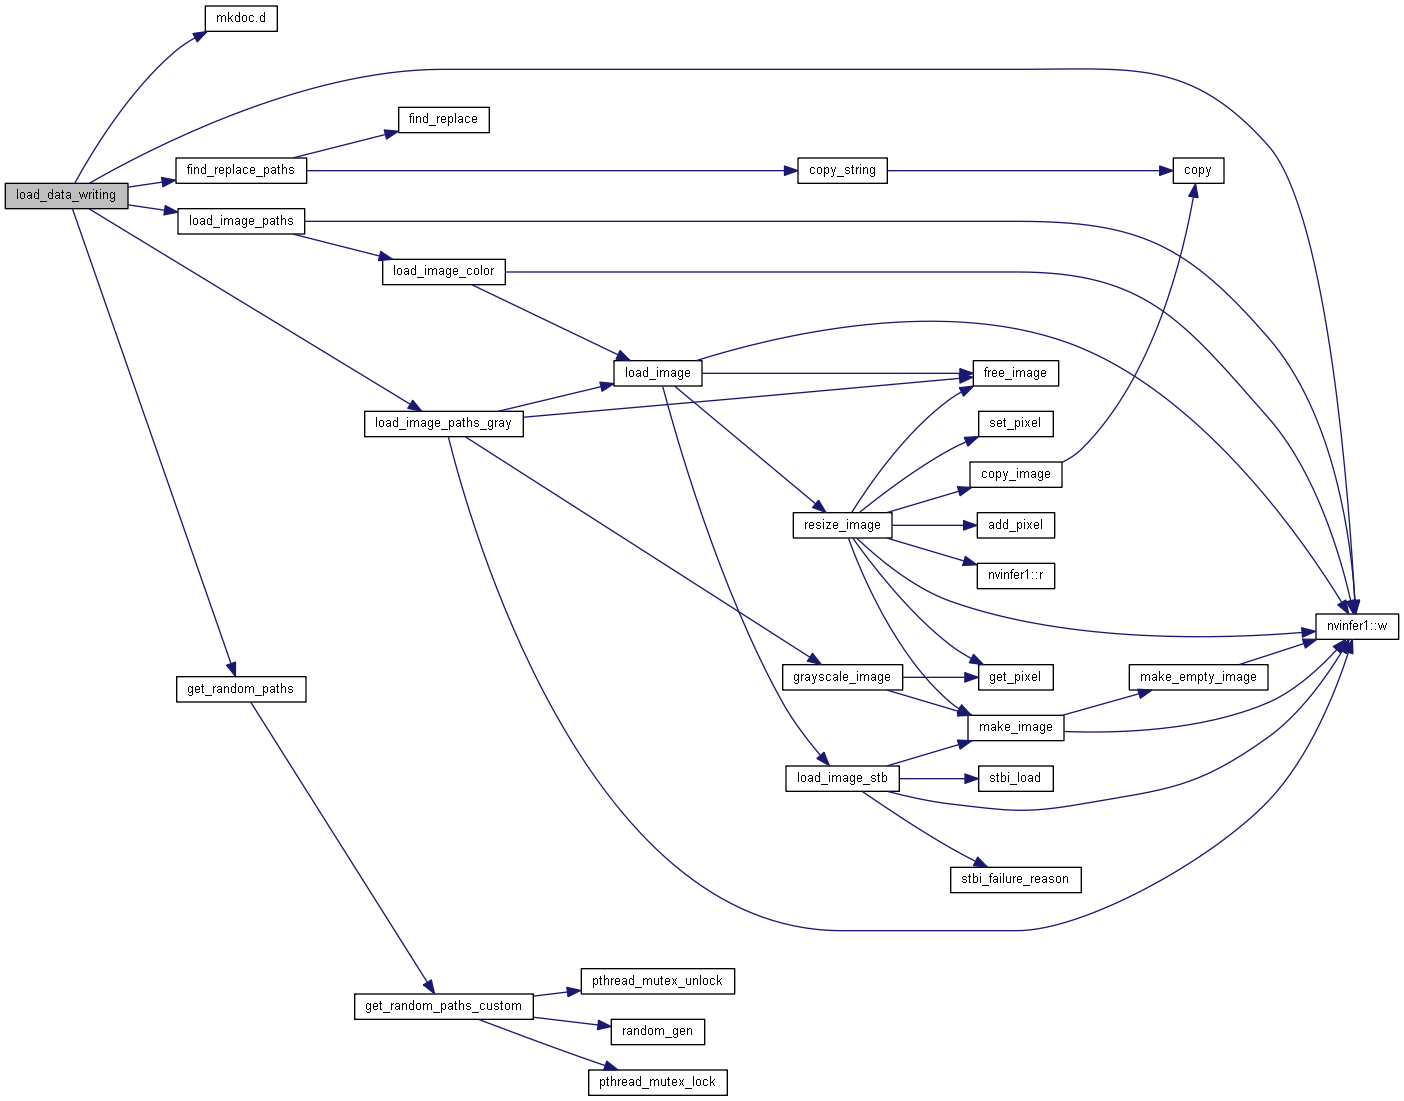 mkdoc.d
find_replace
find_replace_paths
copy_string
copy
load_data_writing
load_image_paths
load_image_color
load_image
free_image
load_image_paths_gray
set_pixel
copy_image
resize_image
add_pixel
nvinfer1::r
nvinfer1::w
grayscale_image
get_pixel
make_empty_image
get_random_paths
make_image
load_image_stb
stbi_load
stbi_failure_reason
pthread_mutex_unlock
get_random_paths_custom
random_gen
pthread_mutex_lock